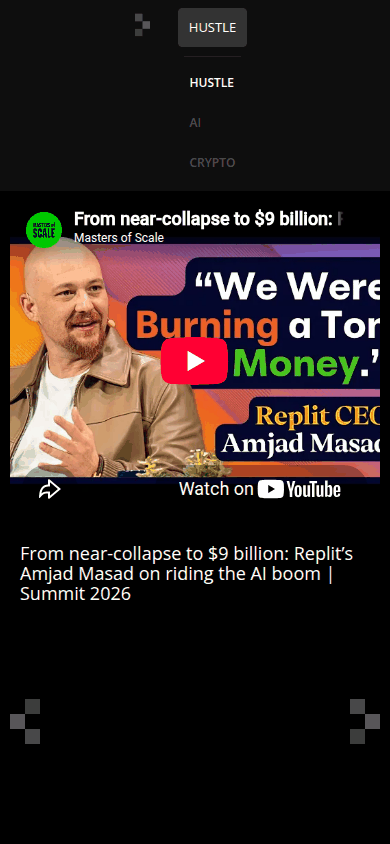 HUSTLE
HUSTLE
AI
CRYPTO
MASTERS of
SCALE
From near-collapse to $9 billion:
Masters of Scale
“We Were
Burning a Ton
Money.”
Replit CEO
Amjad Masad
Watch on YouTube
From near-collapse to $9 billion: Replit’s
Amjad Masad on riding the AI boom |
Summit 2026